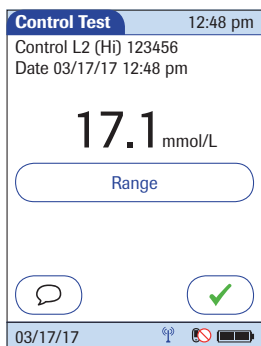 Control Test 12:48 pm
Control L2 (Hi) 123456
Date 03/17/17 12:48 pm
17.1 mmol/L
Range
03/17/17